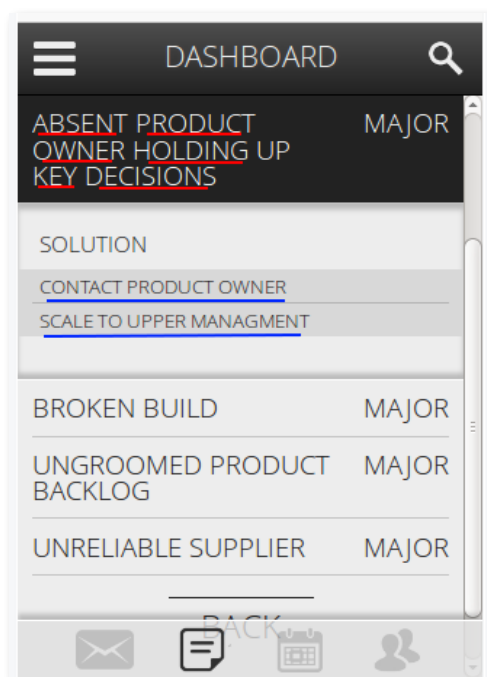 DASHBOARD
ABSENT PRODUCT MAJOR
OWNER HOLDING UP
KEY DECISIONS
SOLUTION
CONTACT PRODUCT OWNER
SCALE TO UPPER MANAGMENT
BROKEN BUILD MAJOR
UNGROOMED PRODUCT MAJOR
BACKLOG
UNRELIABLE SUPPLIER MAJOR
BACK